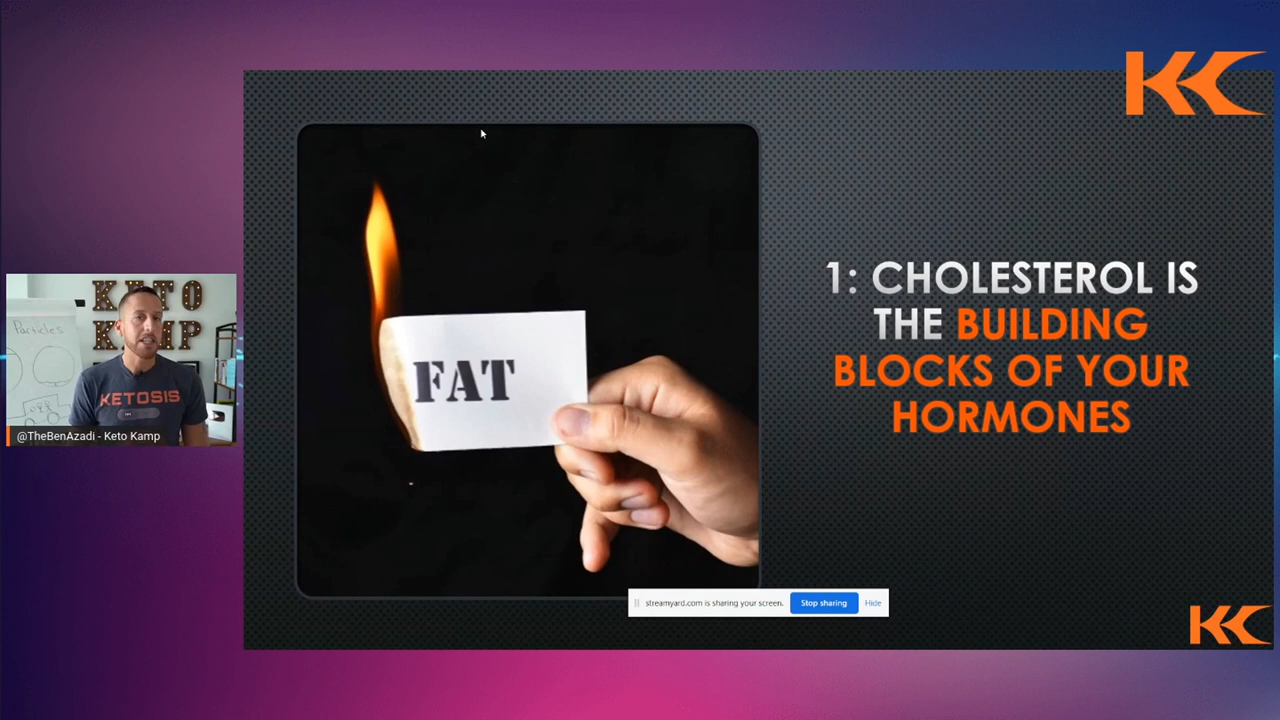 KC
1: CHOLESTEROL IS
THE BUILDING
BLOCKS OF YOUR
HORMONES
FAT
Particles
KETO
KAMP
KETOSIS
@TheBenAzadi - Keto Kamp
streamyard.com is sharing your screen.
Stop sharing
Hide
KC